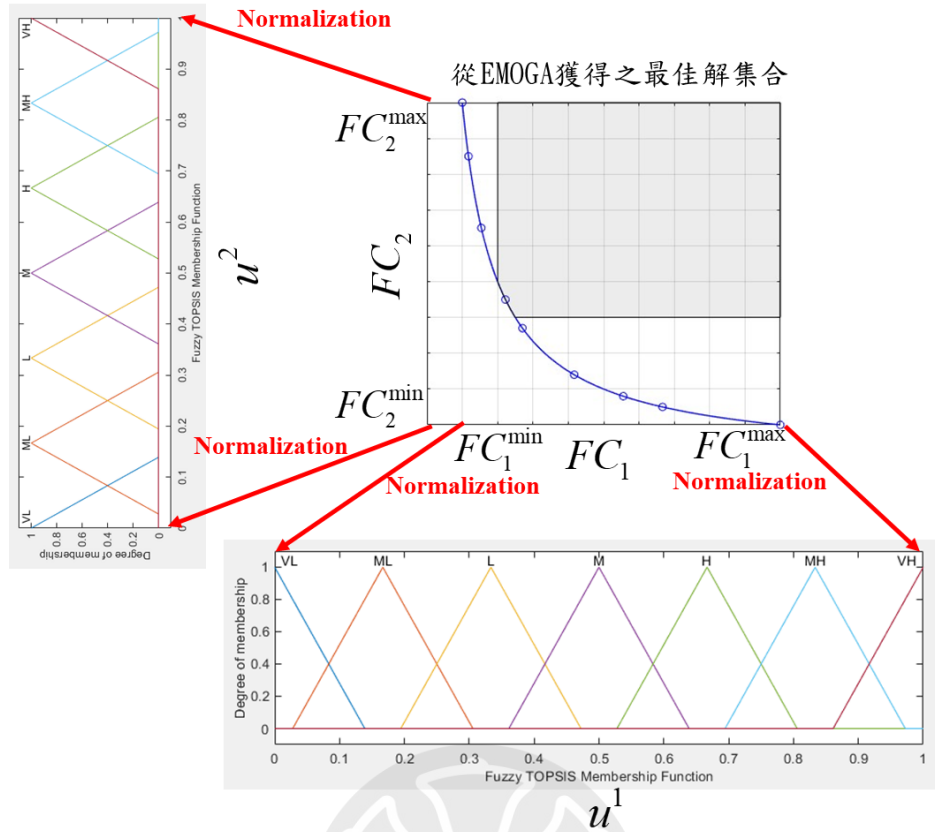 Normalization
從EMOGA獲得之最佳解集合
FC₂ᵐᵃˣ
FC₂
FC₂ᵐⁱⁿ
FC₁ᵐⁱⁿ
FC₁
FC₁ᵐᵃˣ
Normalization
Normalization
Normalization
VH
MH
H
M
L
ML
VL
1
0.9
0.8
0.7
0.6
0.5
0.4
0.3
0.2
0.1
0
Fuzzy TOPSIS Membership Function
1 0.8 0.6 0.4 0.2 0
Degree of membership
u²
VL ML L M H MH VH
1
0.8
0.6
0.4
0.2
0
Degree of membership
0 0.1 0.2 0.3 0.4 0.5 0.6 0.7 0.8 0.9 1
Fuzzy TOPSIS Membership Function
u¹